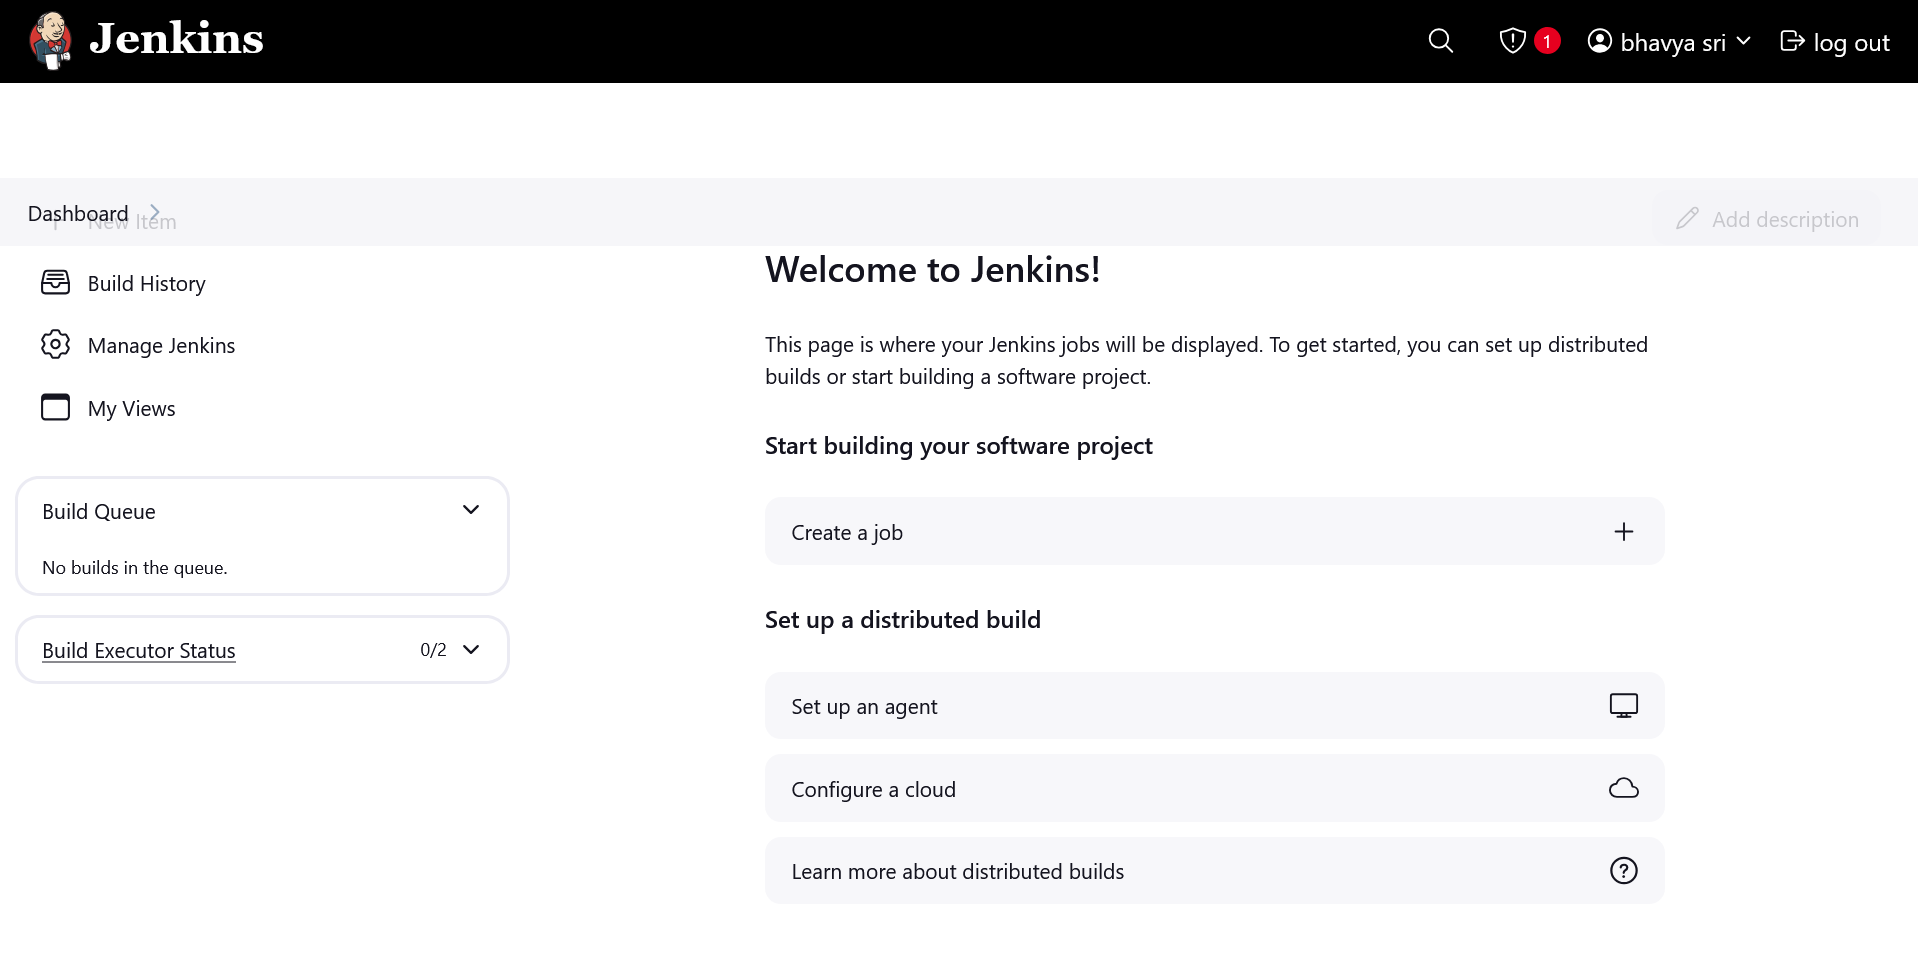 Jenkins
1
bhavya sri
log out
Dashboard
New Item
Add description
Build History
Manage Jenkins
My Views
Build Queue
No builds in the queue.
Build Executor Status
0/2
Welcome to Jenkins!
This page is where your Jenkins jobs will be displayed. To get started, you can set up distributed
builds or start building a software project.
Start building your software project
Create a job
Set up a distributed build
Set up an agent
Configure a cloud
Learn more about distributed builds